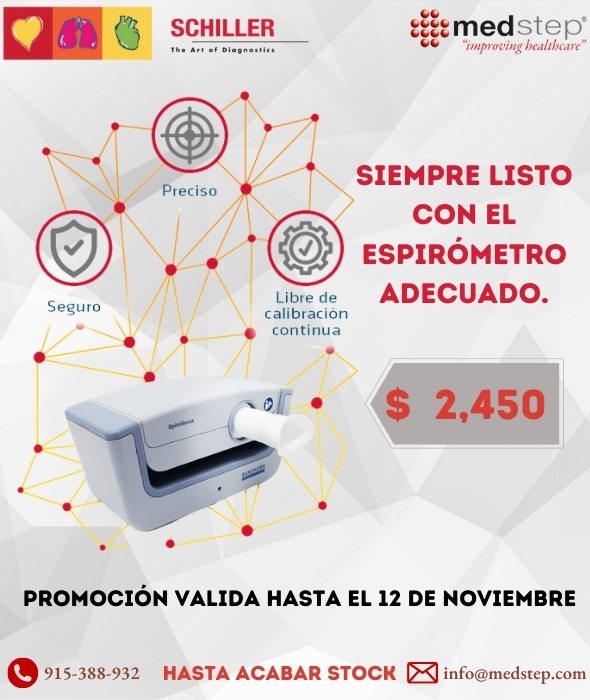 SCHILLER
The Art of Diagnostics
medstep®
"improving healthcare"
Preciso
Seguro
Libre de
calibración
continua
SIEMPRE LISTO
CON EL
ESPIRÓMETRO
ADECUADO.
$ 2,450
SpiroScout
GANSHORN
PROMOCIÓN VALIDA HASTA EL 12 DE NOVIEMBRE
915-388-932
HASTA ACABAR STOCK
info@medstep.com